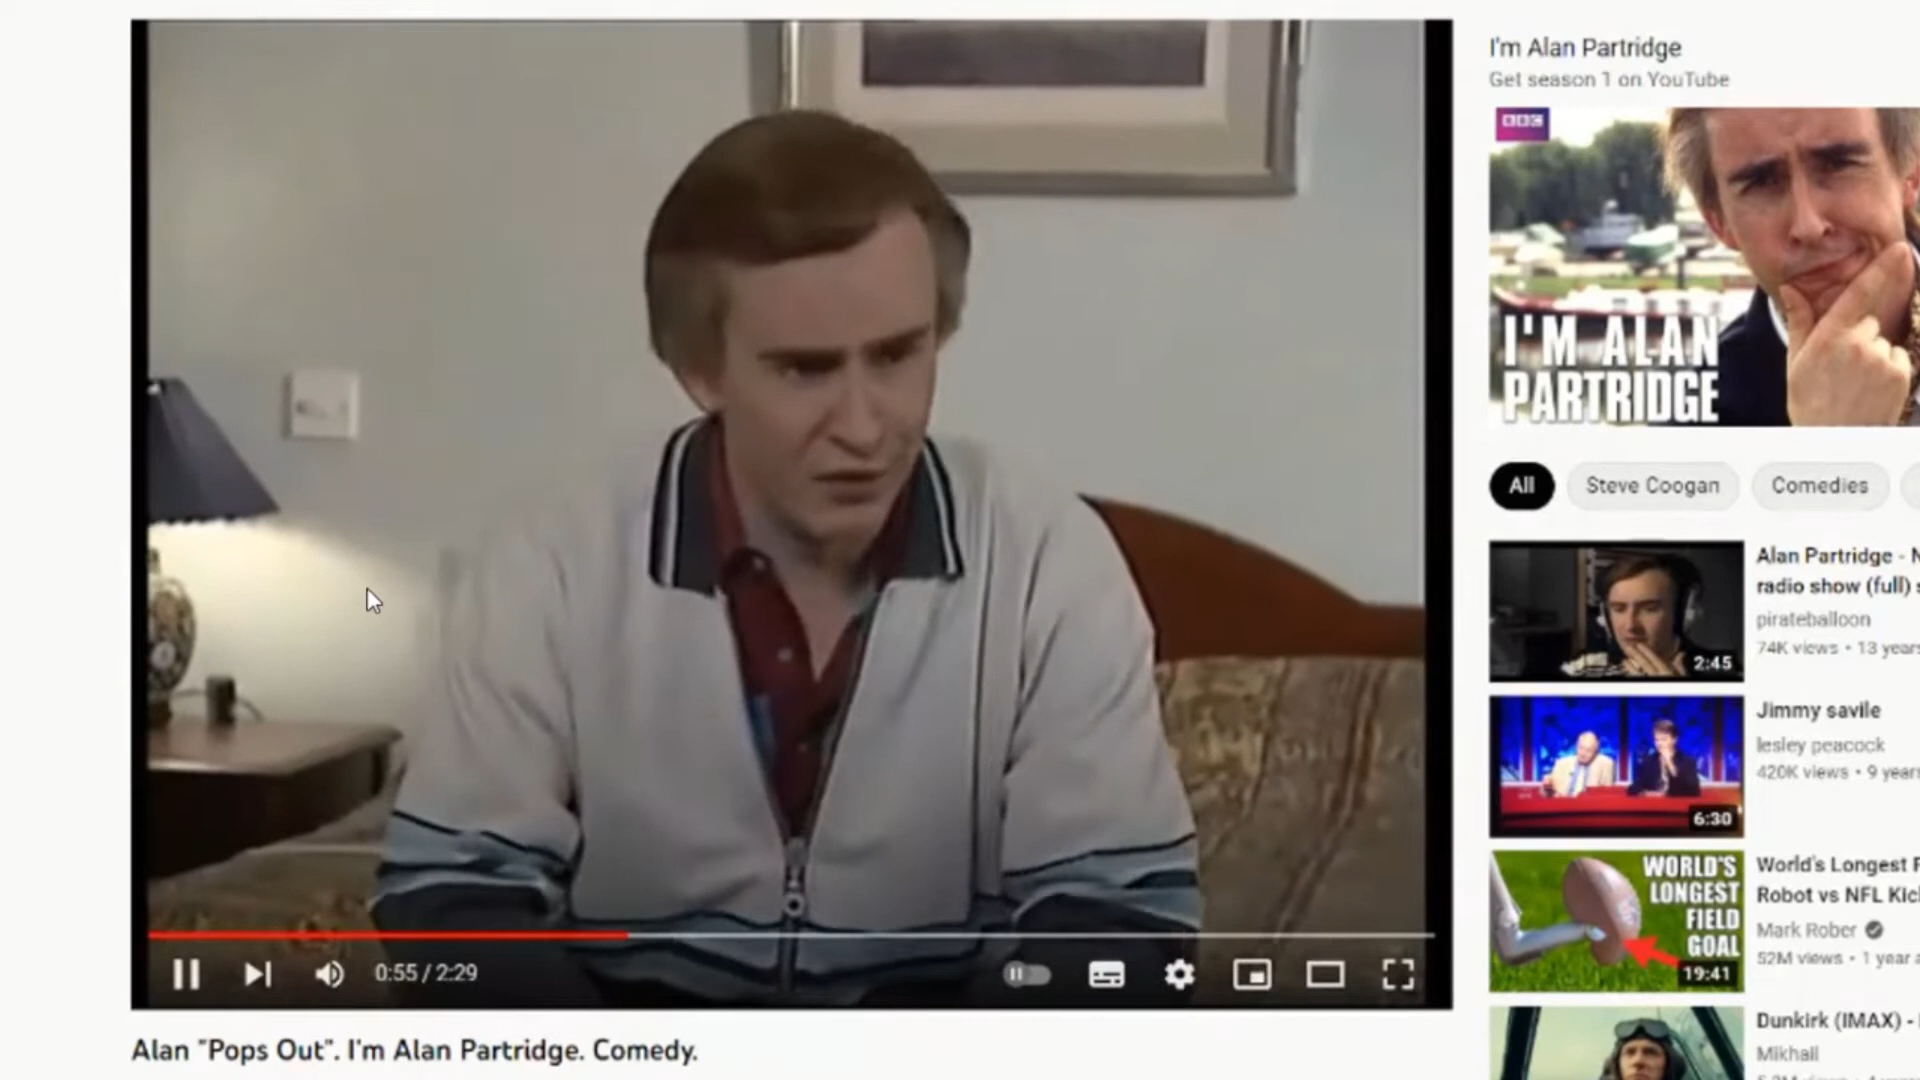 I'm Alan Partridge
Get season 1 on YouTube
BBC
I'M ALAN
PARTRIDGE
All
Steve Coogan
Comedies
Alan Partridge -
radio show (full)
pirateballoon
74K views • 13 years
2:45
Jimmy savile
lesley peacock
420K views • 9 years
6:30
WORLD'S
LONGEST
FIELD
GOAL
19:41
World's Longest F
Robot vs NFL Kic
Mark Rober
52M views • 1 year a
Dunkirk (IMAX) -
Mikhail
0:55 / 2:29
Alan "Pops Out". I'm Alan Partridge. Comedy.